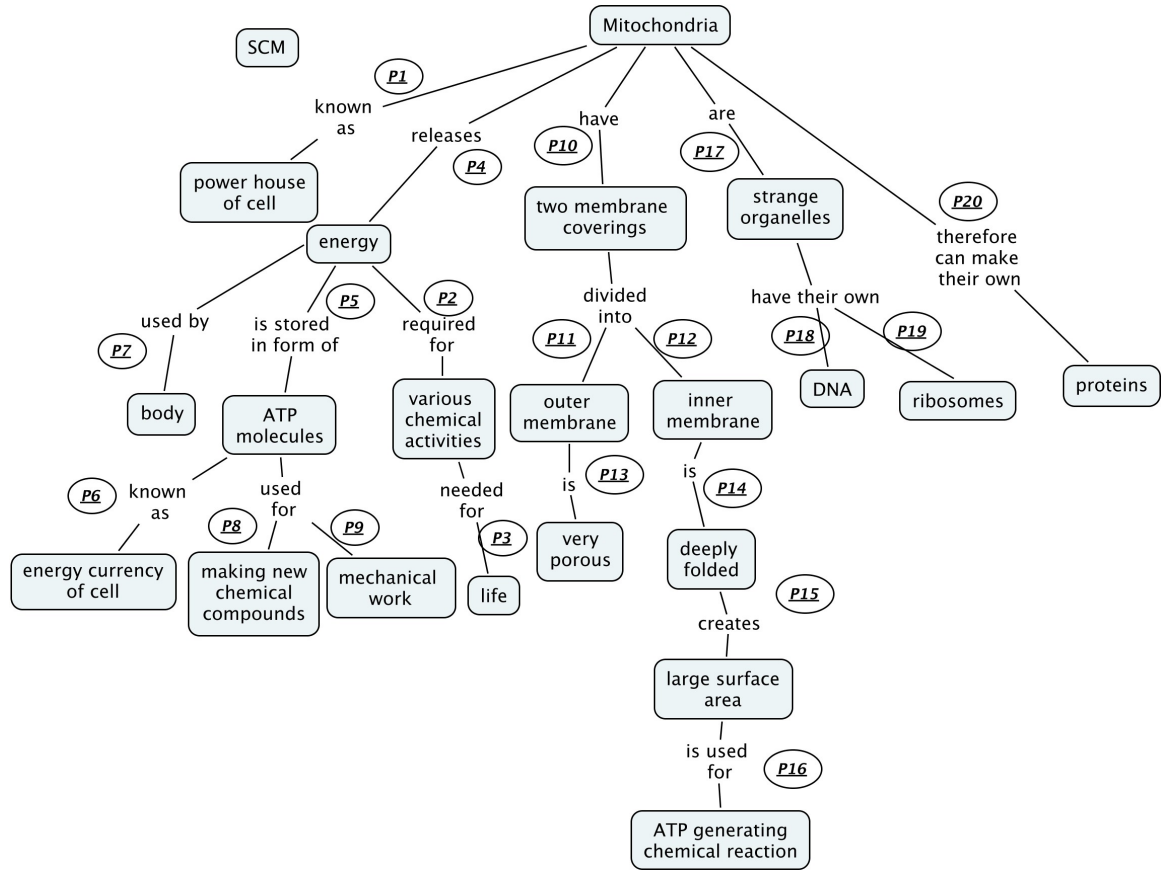 Mitochondria
SCM
P1
known
as
releases
P4
have
P10
are
P17
power house
of cell
two membrane
coverings
strange
organelles
P20
therefore
can make
their own
energy
used by
P7
P5
is stored
in form of
P2
required
for
divided
into
P11
P12
have their own
P18
P19
body
ATP
molecules
various
chemical
activities
outer
membrane
inner
membrane
DNA
ribosomes
proteins
P6
known
as
used
for
P8
P9
needed
for
P3
is
P13
is
P14
energy currency
of cell
making new
chemical
compounds
mechanical
work
life
very
porous
deeply
folded
P15
creates
large surface
area
is used
for
P16
ATP generating
chemical reaction